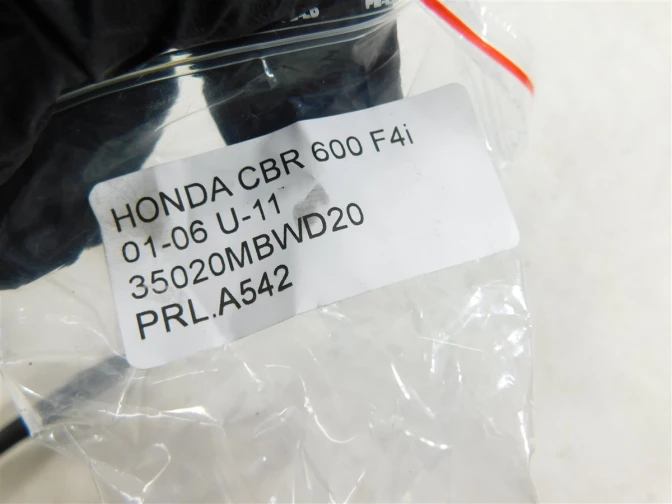 HONDA CBR 600 F4i
01-06 U-11
35020MBWD20
PRL.A542